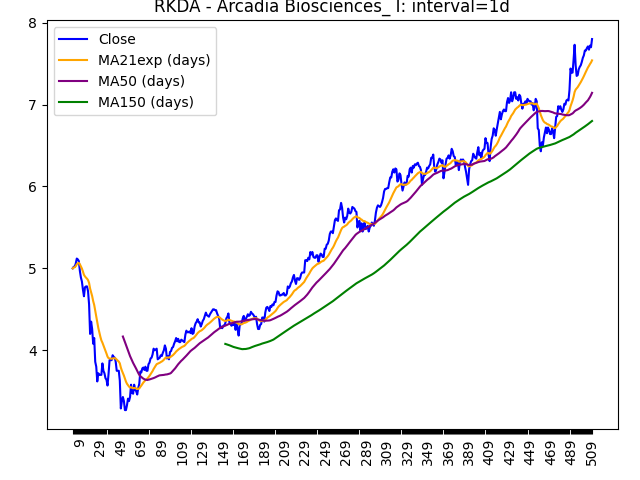 RKDA - Arcadia Biosciences_ I: interval=1d
8
7
6
5
4
Close
MA21exp (days)
MA50 (days)
MA150 (days)
9 29 49 69 89 109 129 149 169 189 209 229 249 269 289 309 329 349 369 389 409 429 449 469 489 509